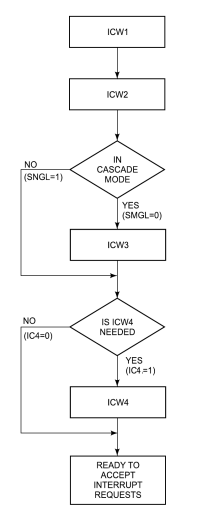 ICW1
ICW2
IN
CASCADE
MODE
NO
(SNGL=1)
YES
(SMGL=0)
ICW3
IS ICW4
NEEDED
NO
(IC4=0)
YES
(IC4.=1)
ICW4
READY TO
ACCEPT
INTERRUPT
REQUESTS